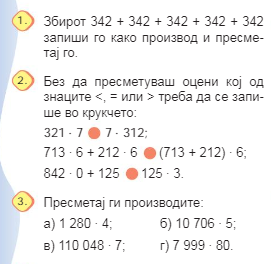 1. Збирот 342 + 342 + 342 + 342 + 342
запиши го како производ и пресме-
тај го.
2. Без да пресметуваш оцени кој од
знаците <, = или > треба да се запи-
ше во крукчето:
321 · 7 7 · 312;
713 · 6 + 212 · 6 (713 + 212) · 6;
842 · 0 + 125 125 · 3.
3. Пресметај ги производите:
а) 1 280 · 4; б) 10 706 · 5;
в) 110 048 · 7; г) 7 999 · 80.